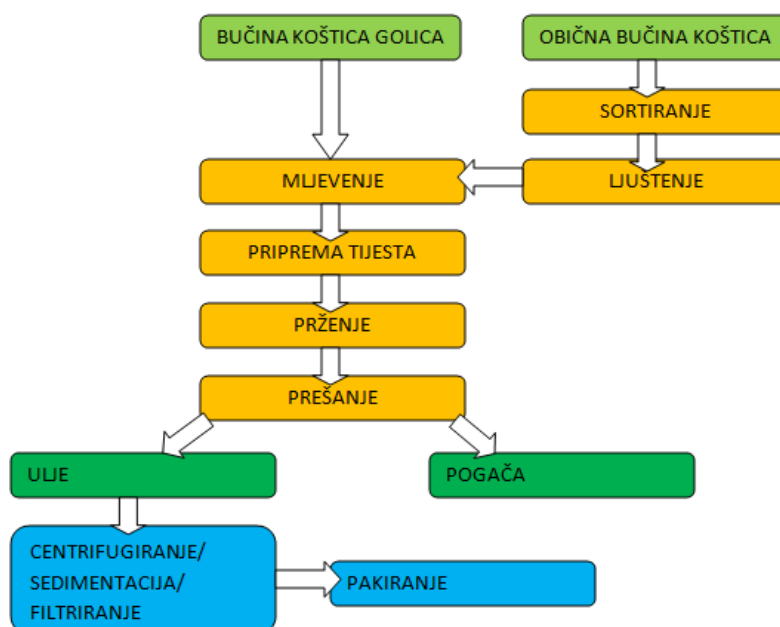 BUČINA KOŠTICA GOLICA
OBIČNA BUČINA KOŠTICA
SORTIRANJE
MLJEVENJE
LJUŠTENJE
PRIPREMA TIJESTA
PRŽENJE
PREŠANJE
ULJE
POGAČA
CENTRIFUGIRANJE/
SEDIMENTACIJA/
FILTRIRANJE
PAKIRANJE